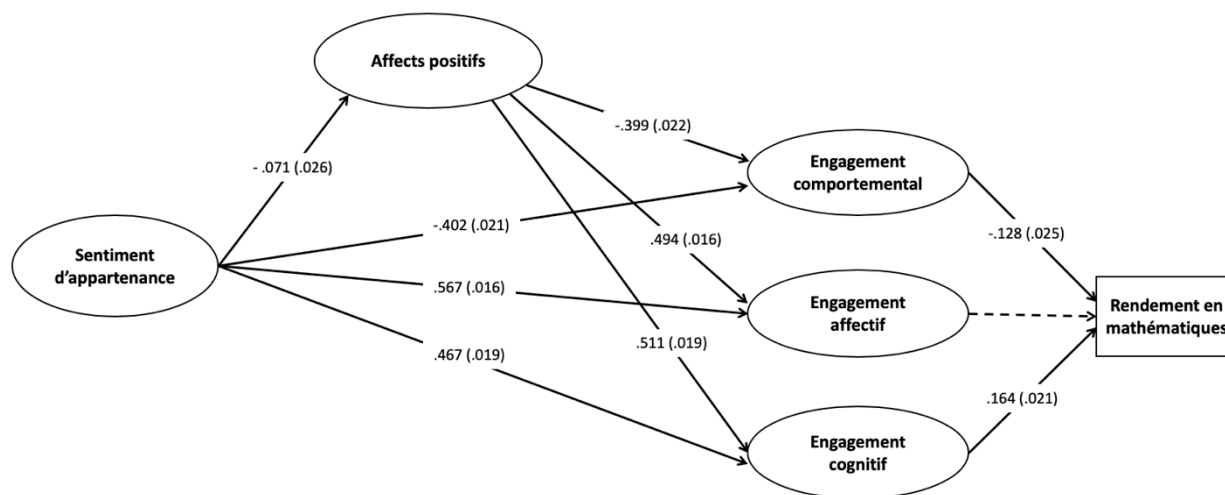 Affects positifs
-.399 (.022)
Engagement
comportemental
- .071 (.026)
-.402 (.021)
.494 (.016)
-.128 (.025)
Sentiment
d'appartenance
.567 (.016)
Engagement
affectif
Rendement en
mathématiques
.511 (.019)
.467 (.019)
.164 (.021)
Engagement
cognitif